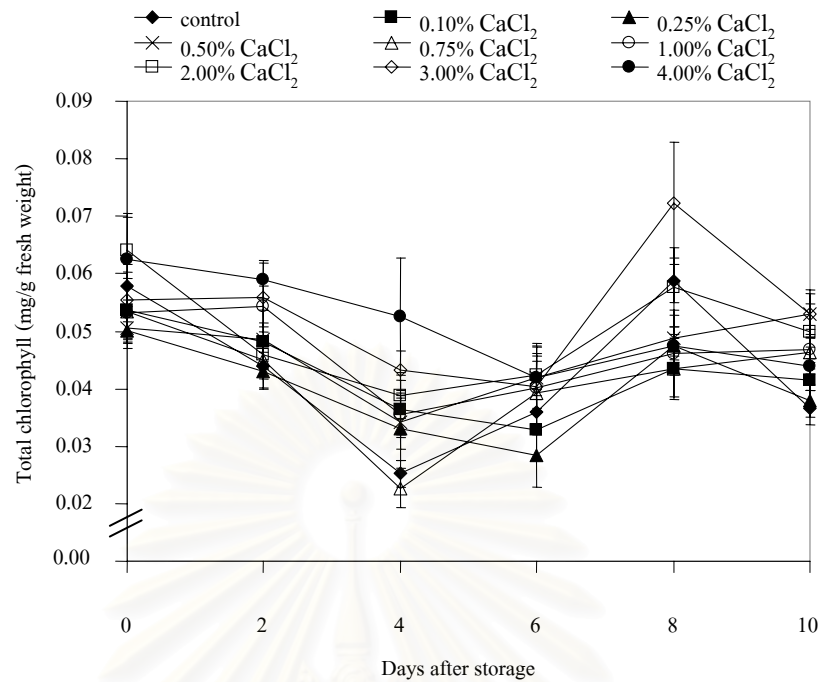 control 0.10% CaCl₂ 0.25% CaCl₂
0.50% CaCl₂ 0.75% CaCl₂ 1.00% CaCl₂
2.00% CaCl₂ 3.00% CaCl₂ 4.00% CaCl₂
Total chlorophyll (mg/g fresh weight)
0.09
0.08
0.07
0.06
0.05
0.04
0.03
0.02
0.00
0 2 4 6 8 10
Days after storage